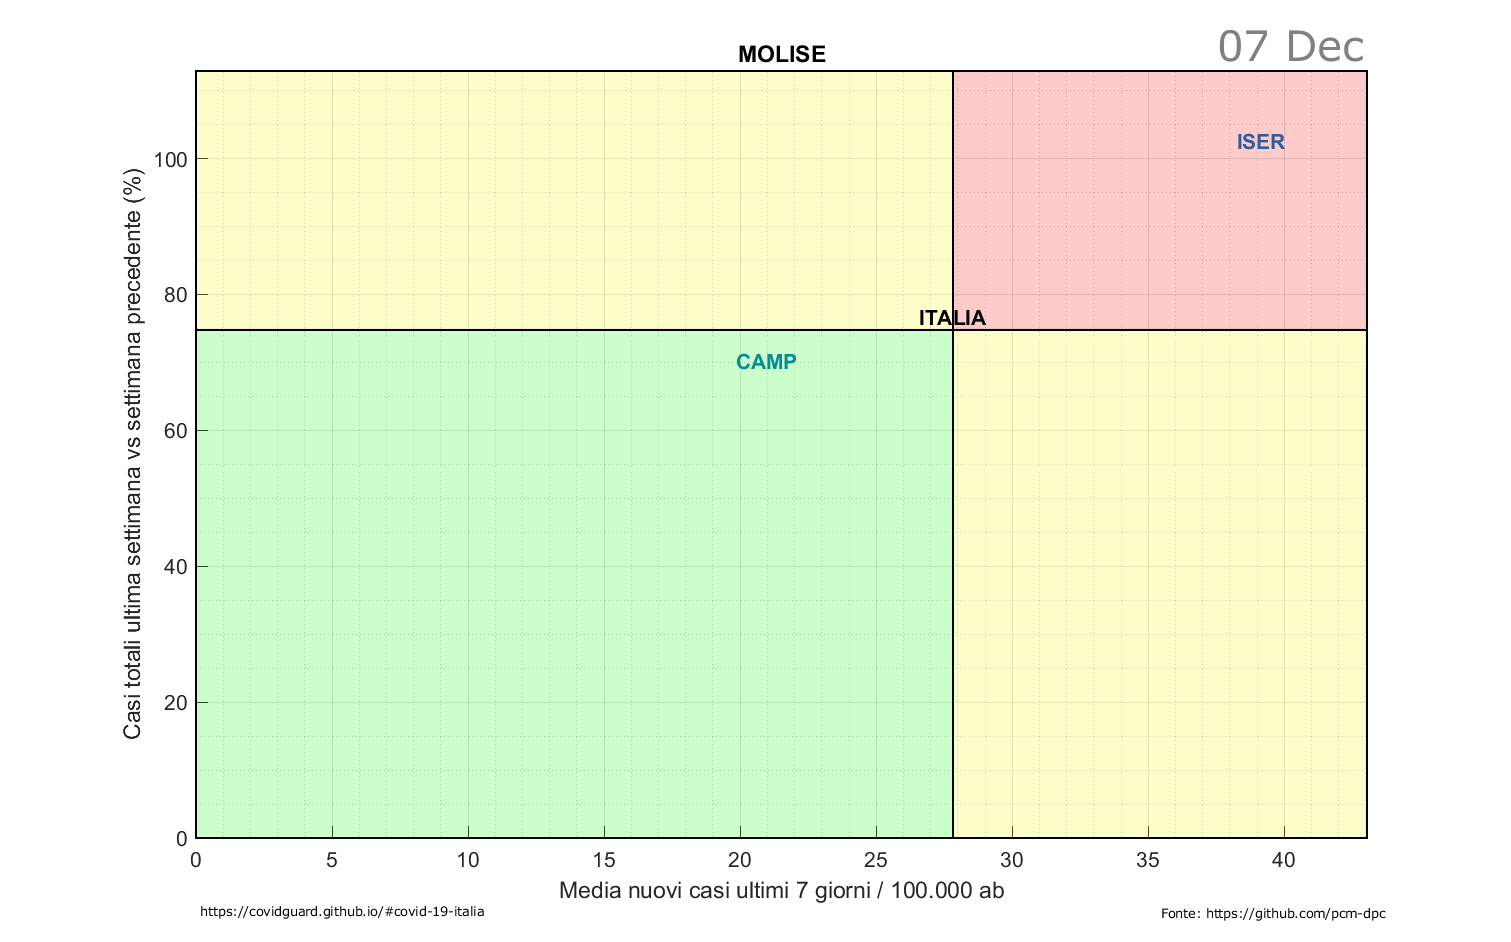 07 Dec
MOLISE
Casi totali ultima settimana vs settimana precedente (%)
100
80
60
40
20
0
ISER
ITALIA
CAMP
0 5 10 15 20 25 30 35 40
Media nuovi casi ultimi 7 giorni / 100.000 ab
https://covidguard.github.io/#covid-19-italia
Fonte: https://github.com/pcm-dpc